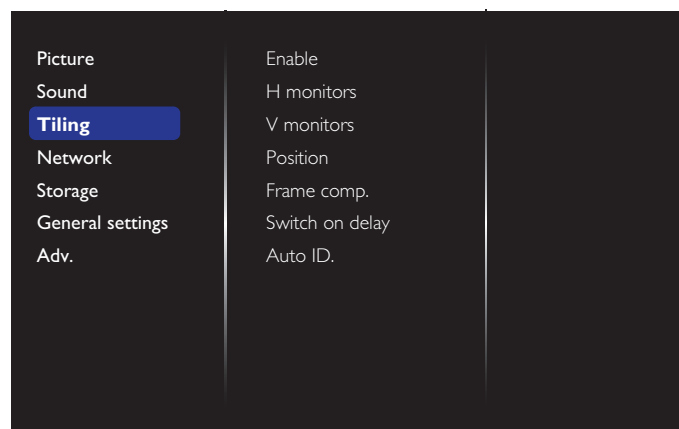 Picture
Sound
Tiling
Network
Storage
General settings
Adv.
Enable
H monitors
V monitors
Position
Frame comp.
Switch on delay
Auto ID.